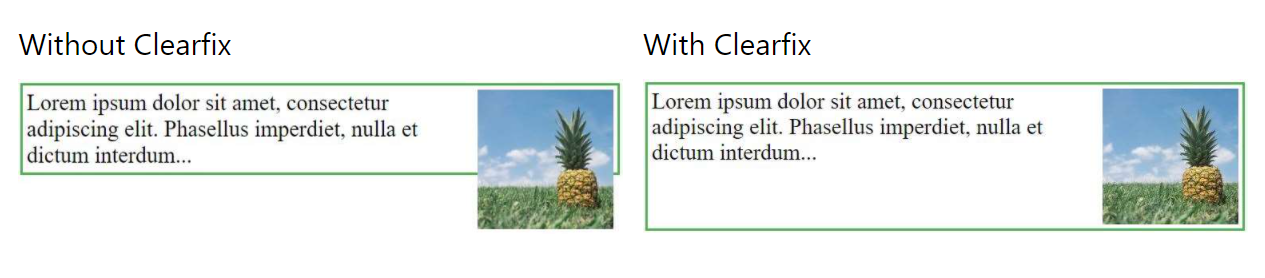 Without Clearfix
Lorem ipsum dolor sit amet, consectetur
adipiscing elit. Phasellus imperdiet, nulla et
dictum interdum...
With Clearfix
Lorem ipsum dolor sit amet, consectetur
adipiscing elit. Phasellus imperdiet, nulla et
dictum interdum...